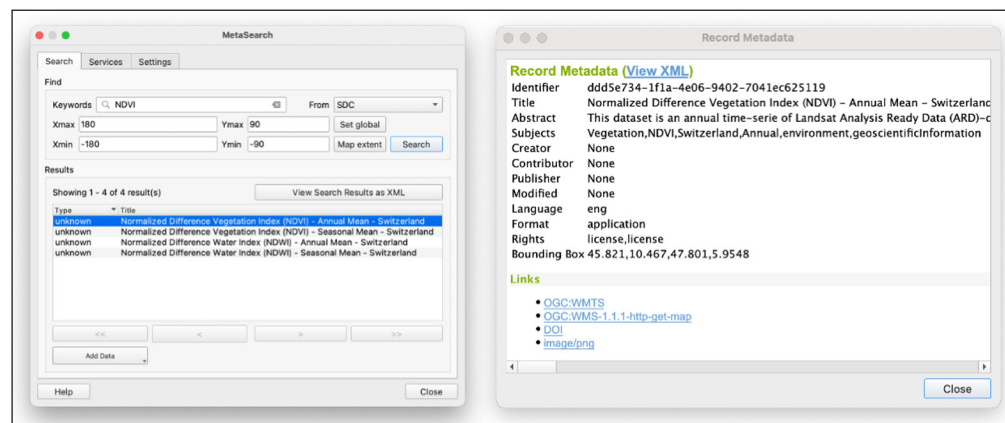 MetaSearch
Search Services Settings
Find
Keywords NDVI From SDC
Xmax 180 Ymax 90 Set global
Xmin -180 Ymin -90 Map extent Search
Results
Showing 1 - 4 of 4 result(s) View Search Results as XML
Type Title
unknown Normalized Difference Vegetation Index (NDVI) - Annual Mean - Switzerland
unknown Normalized Difference Vegetation Index (NDVI) - Seasonal Mean - Switzerland
unknown Normalized Difference Water Index (NDWI) - Annual Mean - Switzerland
unknown Normalized Difference Water Index (NDWI) - Seasonal Mean - Switzerland
<< < > >>
Add Data
Help Close
Record Metadata
Record Metadata (View XML)
Identifier ddd5e734-1f1a-4e06-9402-7041ec625119
Title Normalized Difference Vegetation Index (NDVI) - Annual Mean - Switzerland
Abstract This dataset is an annual time-serie of Landsat Analysis Ready Data (ARD)-d
Subjects Vegetation,NDVI,Switzerland,Annual,environment,geoscientificInformation
Creator None
Contributor None
Publisher None
Modified None
Language eng
Format application
Rights license,license
Bounding Box 45.821,10.467,47.801,5.9548
Links
• OGC:WMTS
• OGC:WMS-1.1.1-http-get-map
• DOI
• image/png
Close